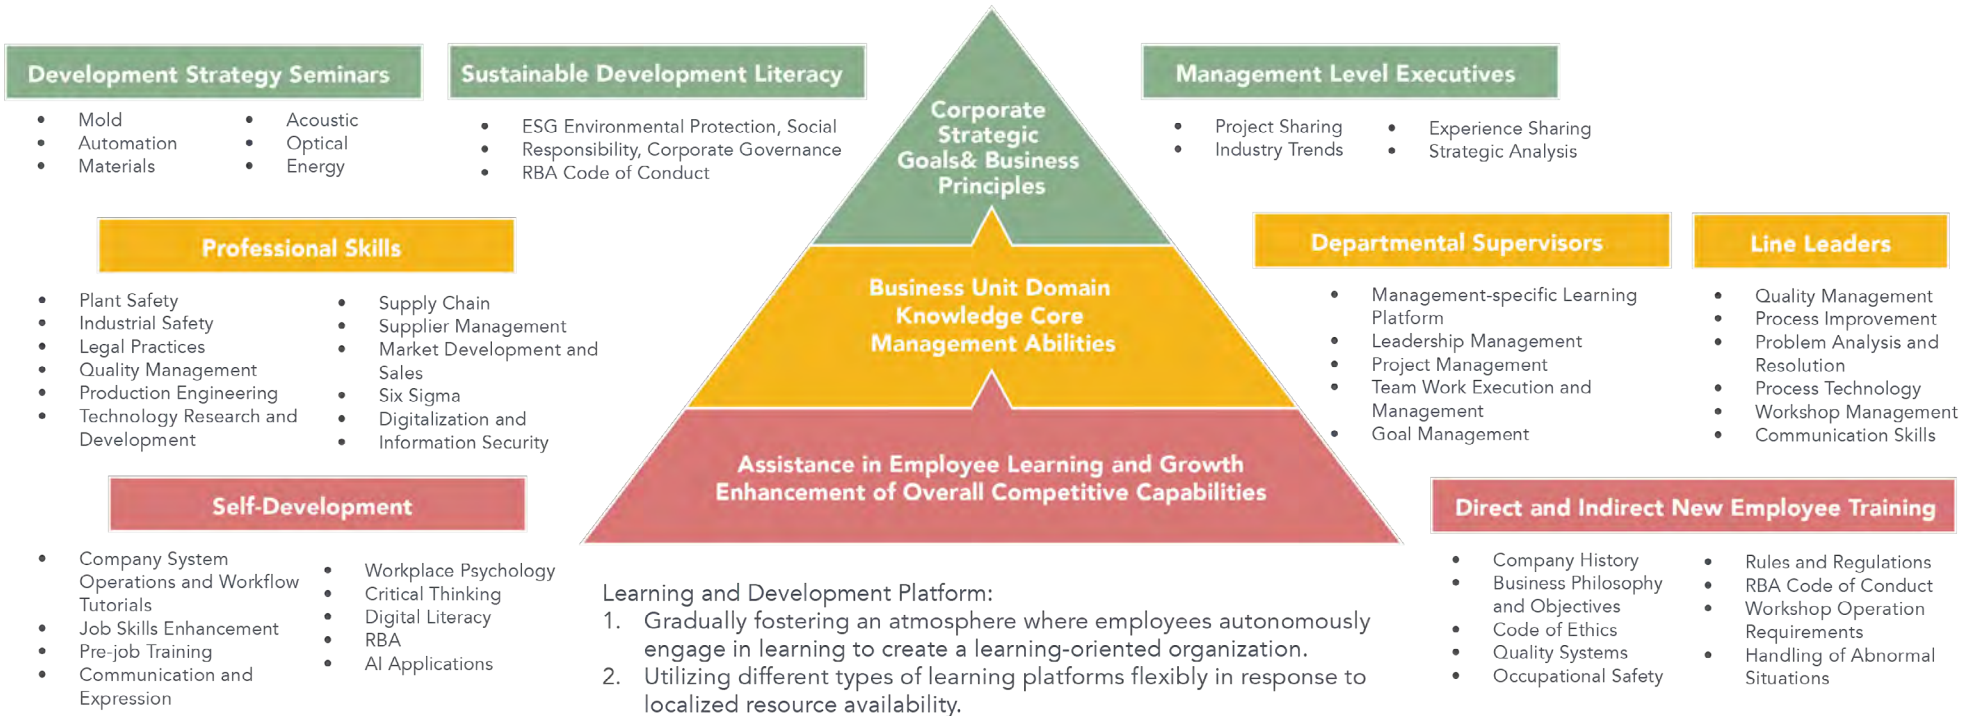 Development Strategy Seminars
• Mold
• Automation
• Materials
• Acoustic
• Optical
• Energy
Sustainable Development Literacy
• ESG Environmental Protection, Social
• Responsibility, Corporate Governance
• RBA Code of Conduct
Corporate
Strategic
Goals& Business
Principles
Management Level Executives
• Project Sharing
• Industry Trends
• Experience Sharing
• Strategic Analysis
Professional Skills
• Plant Safety
• Industrial Safety
• Legal Practices
• Quality Management
• Production Engineering
• Technology Research and
Development
• Supply Chain
• Supplier Management
• Market Development and
Sales
• Six Sigma
• Digitalization and
• Information Security
Business Unit Domain
Knowledge Core
Management Abilities
Departmental Supervisors
• Management-specific Learning
Platform
• Leadership Management
• Project Management
• Team Work Execution and
Management
• Goal Management
Line Leaders
• Quality Management
• Process Improvement
• Problem Analysis and
Resolution
• Process Technology
• Workshop Management
• Communication Skills
Self-Development
• Company System
Operations and Workflow
Tutorials
• Job Skills Enhancement
• Pre-job Training
• Communication and
Expression
• Workplace Psychology
• Critical Thinking
• Digital Literacy
• RBA
• AI Applications
Assistance in Employee Learning and Growth
Enhancement of Overall Competitive Capabilities
Direct and Indirect New Employee Training
• Company History
• Business Philosophy
and Objectives
• Code of Ethics
• Quality Systems
• Occupational Safety
• Rules and Regulations
• RBA Code of Conduct
• Workshop Operation
Requirements
• Handling of Abnormal
Situations
Learning and Development Platform:
1. Gradually fostering an atmosphere where employees autonomously
engage in learning to create a learning-oriented organization.
2. Utilizing different types of learning platforms flexibly in response to
localized resource availability.